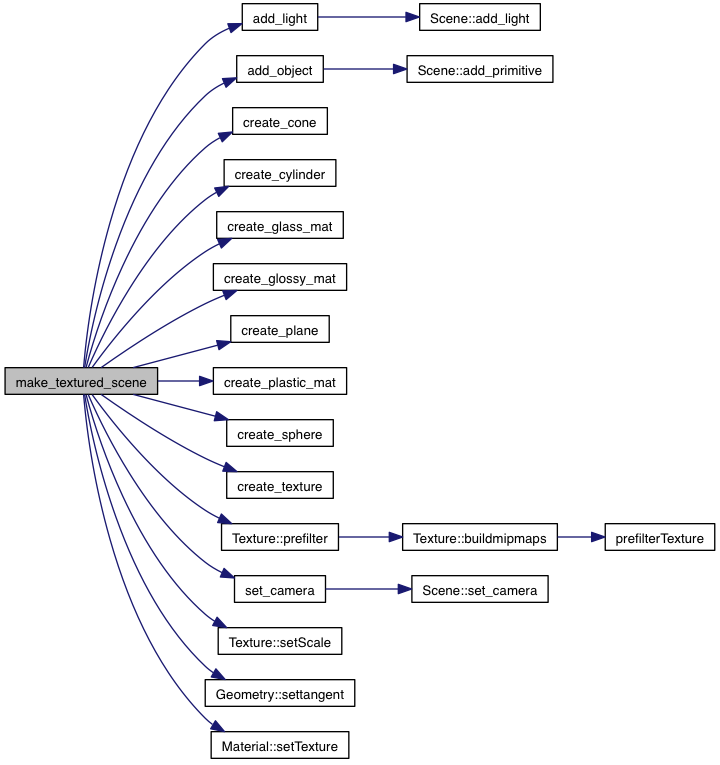 add_light
Scene::add_light
add_object
Scene::add_primitive
create_cone
create_cylinder
create_glass_mat
create_glossy_mat
create_plane
make_textured_scene
create_plastic_mat
create_sphere
create_texture
Texture::prefilter
Texture::buildmipmaps
prefilterTexture
set_camera
Scene::set_camera
Texture::setScale
Geometry::settangent
Material::setTexture